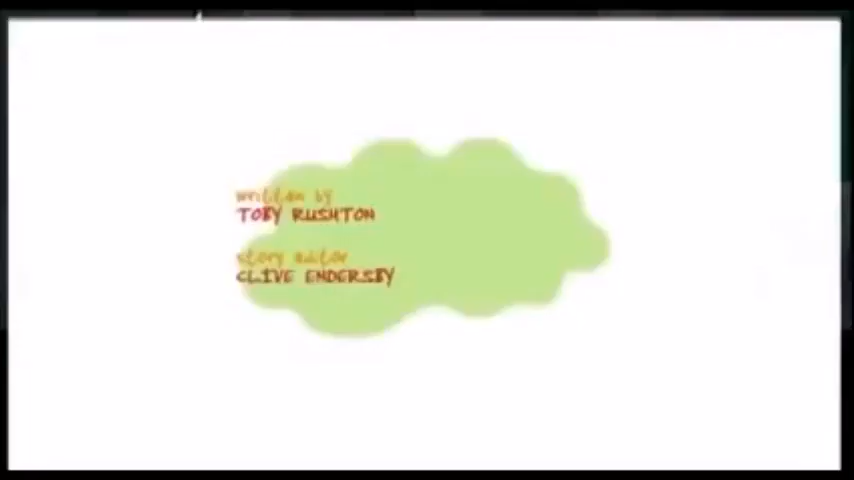 written by
TOBY RUSHTON
story editor
CLIVE ENDERSBY